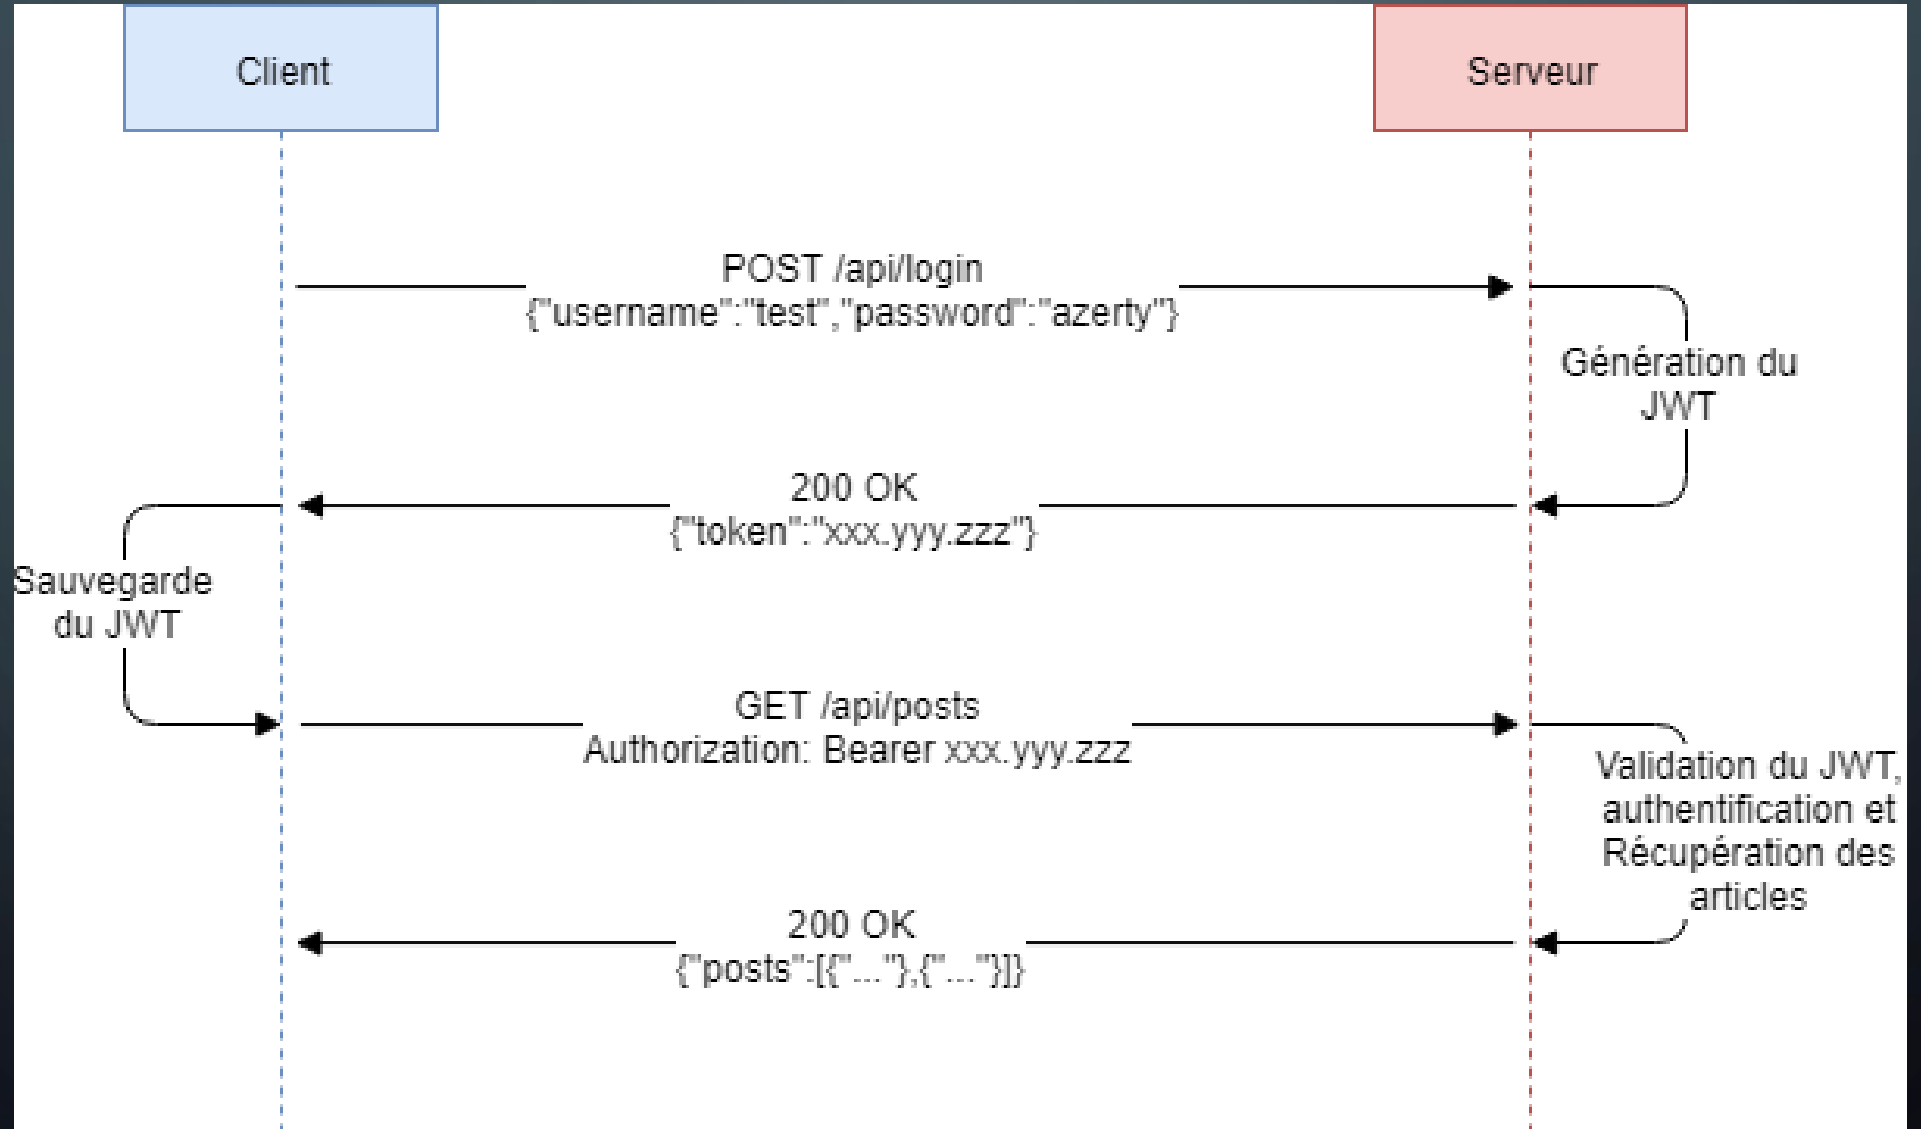 Client
Serveur
POST /api/login
{"username":"test","password":"azerty"}
Génération du
JWT
200 OK
{"token":"xxx.yyy.zzz"}
Sauvegarde
du JWT
GET /api/posts
Authorization: Bearer xxx.yyy.zzz
Validation du JWT,
authentification et
Récupération des
articles
200 OK
{"posts":[{"..."},{"..."}]}